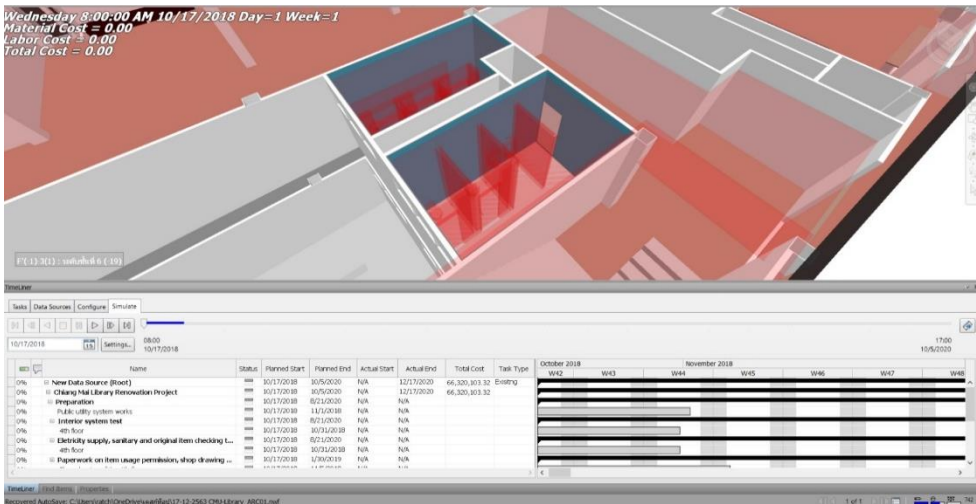 Wednesday 8:00:00 AM 10/17/2018 Day=1 Week=1
Material Cost = 0.00
Labor Cost = 0.00
Total Cost = 0.00
TimeLiner
Tasks Data Sources Configure Simulate
10/17/2018 15 Settings... 08:00 10/17/2018 17:00 10/5/2020
Name Status Planned Start Planned End Actual Start Actual End Total Cost Task Type
October 2018 November 2018
W42 W43 W44 W45 W46 W47 W48
0% New Data Source (Root) 10/17/2018 10/5/2020 N/A 12/17/2020 66,320,103.32 Existing
0% Chiang Mai Library Renovation Project 10/17/2018 10/5/2020 N/A 12/17/2020 66,320,103.32
0% Preparation 10/17/2018 8/21/2020 N/A N/A
0% Public utility system works 10/17/2018 11/1/2018 N/A N/A
0% Interior system test 10/17/2018 8/21/2020 N/A N/A
0% 4th floor 10/17/2018 10/31/2018 N/A N/A
0% Eletricity supply, sanitary and original item checking t... 10/17/2018 8/21/2020 N/A N/A
0% 4th floor 10/17/2018 10/31/2018 N/A N/A
0% Paperwork on item usage permission, shop drawing ... 10/17/2018 1/30/2019 N/A N/A
TimeLiner Find Items Properties
1 of 1